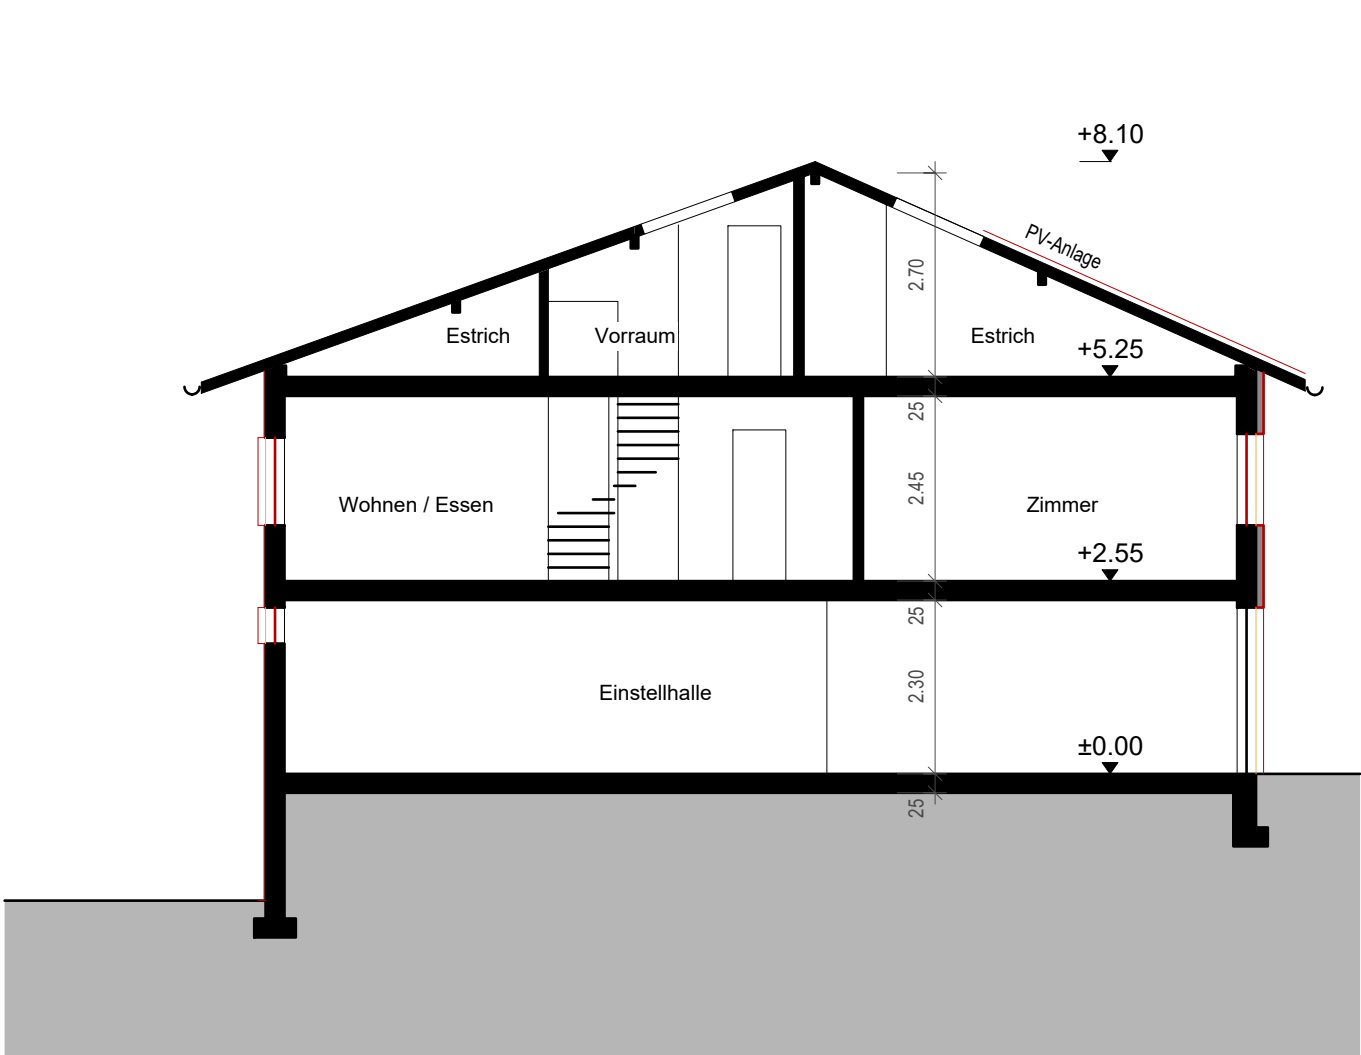 +8.10
PV-Anlage
2.70
Estrich
Vorraum
Estrich
+5.25
25
2.45
Wohnen / Essen
Zimmer
+2.55
25
2.30
Einstellhalle
±0.00
25